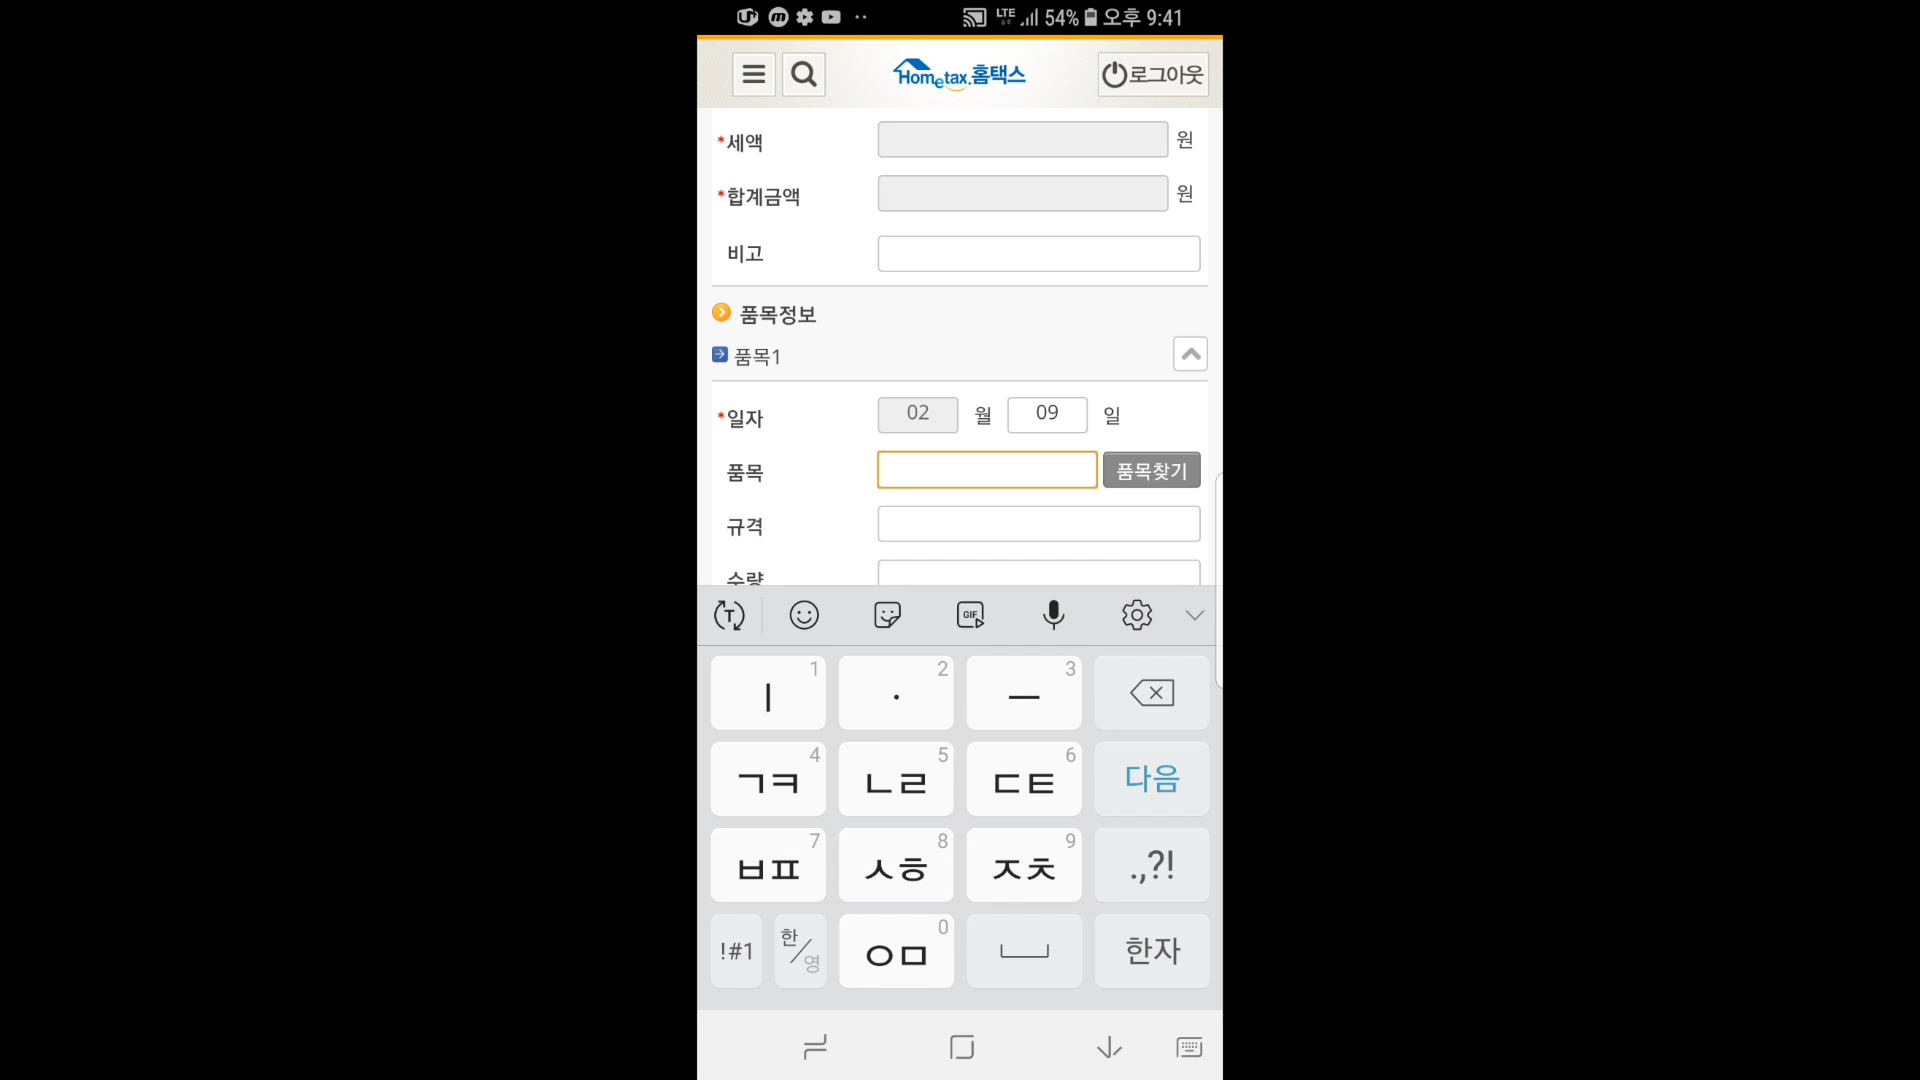 LTE 54% 오후 9:41
Hometax.홈택스 로그아웃
*세액 원
*합계금액 원
비고
품목정보
품목1
*일자 02 월 09 일
품목 품목찾기
규격
수량
T GIF
ㅣ 1 · 2 ㅡ 3
ㄱㅋ 4 ㄴㄹ 5 ㄷㅌ 6 다음
ㅂㅍ 7 ㅅㅎ 8 ㅈㅊ 9 .,?!
!#1 한/영 ㅇㅁ 0 한자